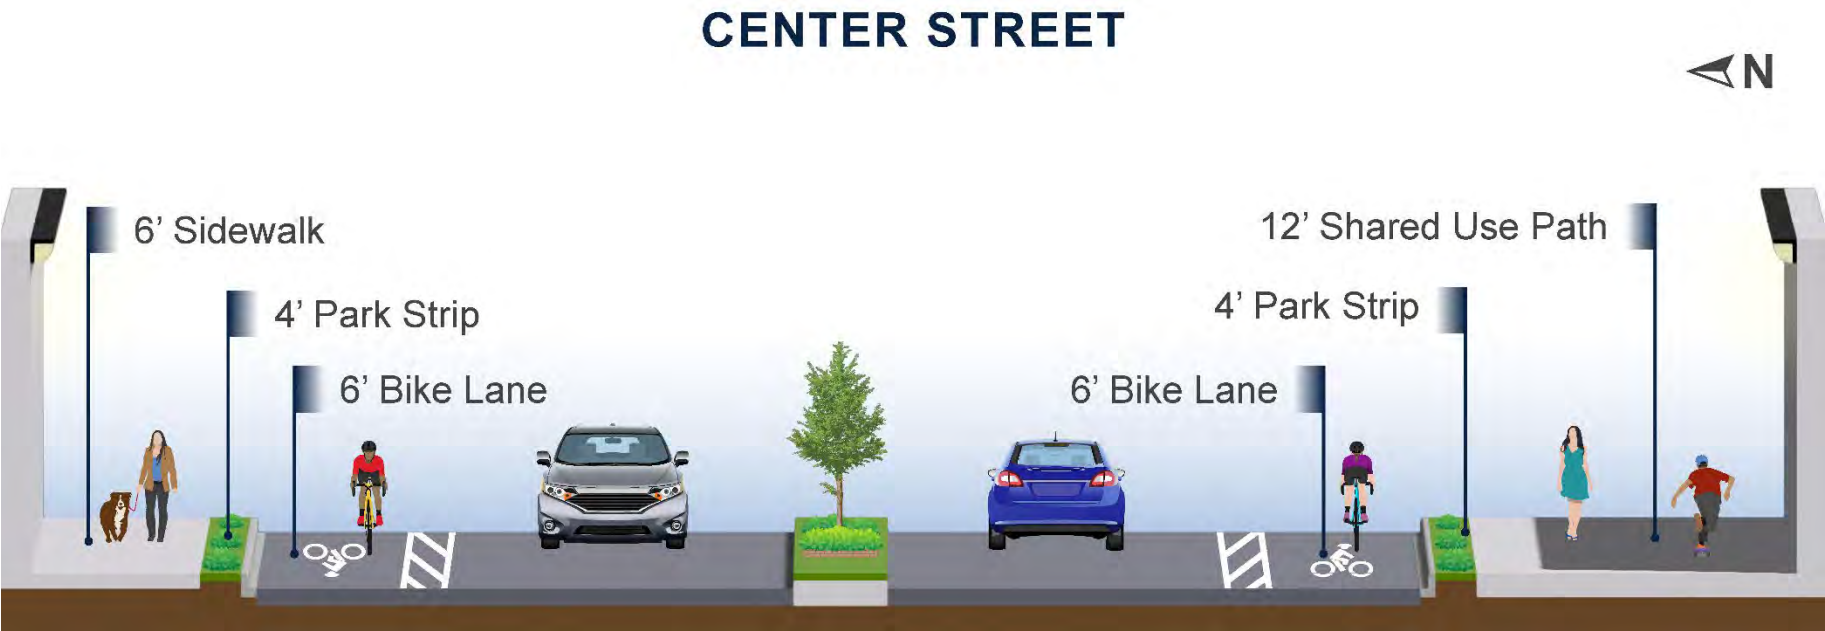 CENTER STREET
N
6’ Sidewalk
12’ Shared Use Path
4’ Park Strip
4’ Park Strip
6’ Bike Lane
6’ Bike Lane